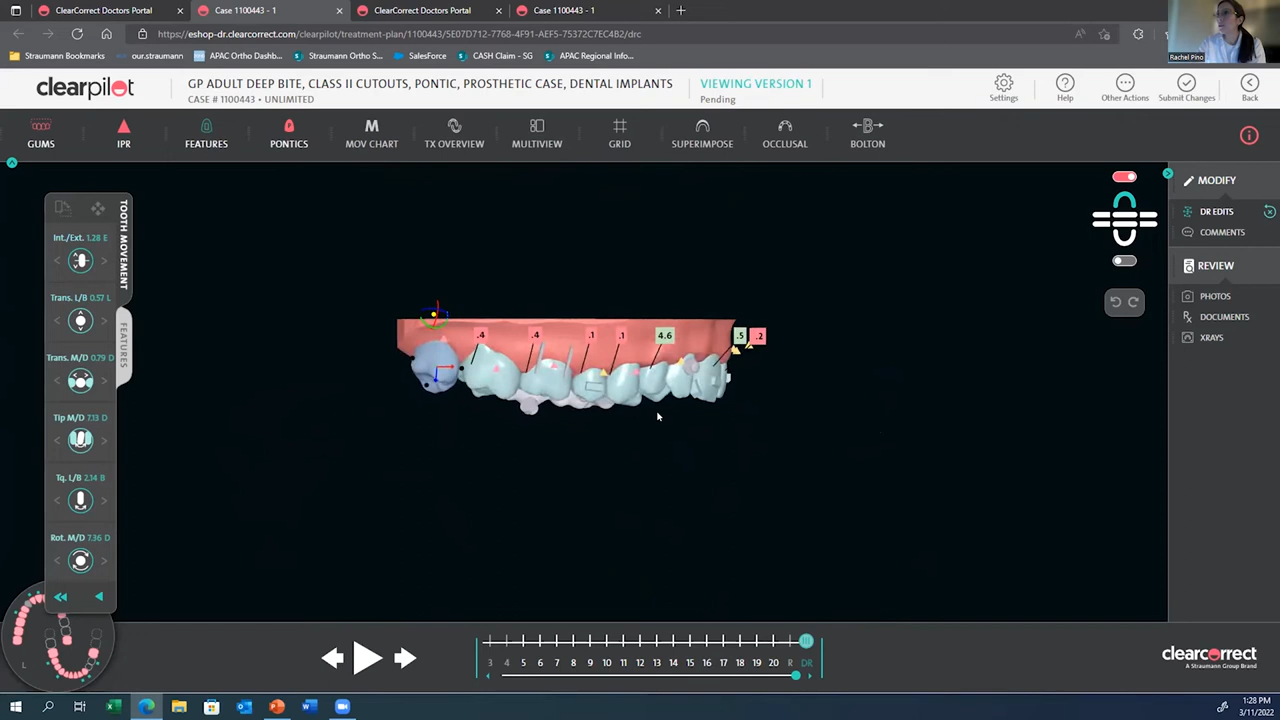 ClearCorrect Doctors Portal
Case 1100443 - 1
ClearCorrect Doctors Portal
Case 1100443 - 1
https://eshop-dr.clearcorrect.com/clearpilot/treatment-plan/1100443/5E07D712-7768-4F91-AEF5-75372C7EC4B2/drc
Straumann Bookmarks
our.straumann
APAC Ortho Dashb...
Straumann Ortho S...
SalesForce
CASH Claim - SG
APAC Regional Info...
Rachel Pino
clearpilot
GP ADULT DEEP BITE, CLASS II CUTOUTS, PONTIC, PROSTHETIC CASE, DENTAL IMPLANTS
CASE # 1100443 • UNLIMITED
VIEWING VERSION 1
Pending
Settings
Help
Other Actions
Submit Changes
Back
GUMS
IPR
FEATURES
PONTICS
M
MOV CHART
TX OVERVIEW
MULTIVIEW
GRID
SUPERIMPOSE
OCCLUSAL
B
BOLTON
TOOTH MOVEMENT
FEATURES
Int./Ext. 1.28 E
Trans. L/B 0.57 L
Trans. M/D 0.79 D
Tip M/D 7.13 D
Tq. L/B 2.14 B
Rot. M/D 7.36 D
L
.4 .4 .1 .1 4.6 .5 .2
MODIFY
DR EDITS
COMMENTS
REVIEW
PHOTOS
DOCUMENTS
XRAYS
3 4 5 6 7 8 9 10 11 12 13 14 15 16 17 18 19 20 R DR
clearcorrect
A Straumann Group Brand
1:28 PM
3/11/2022